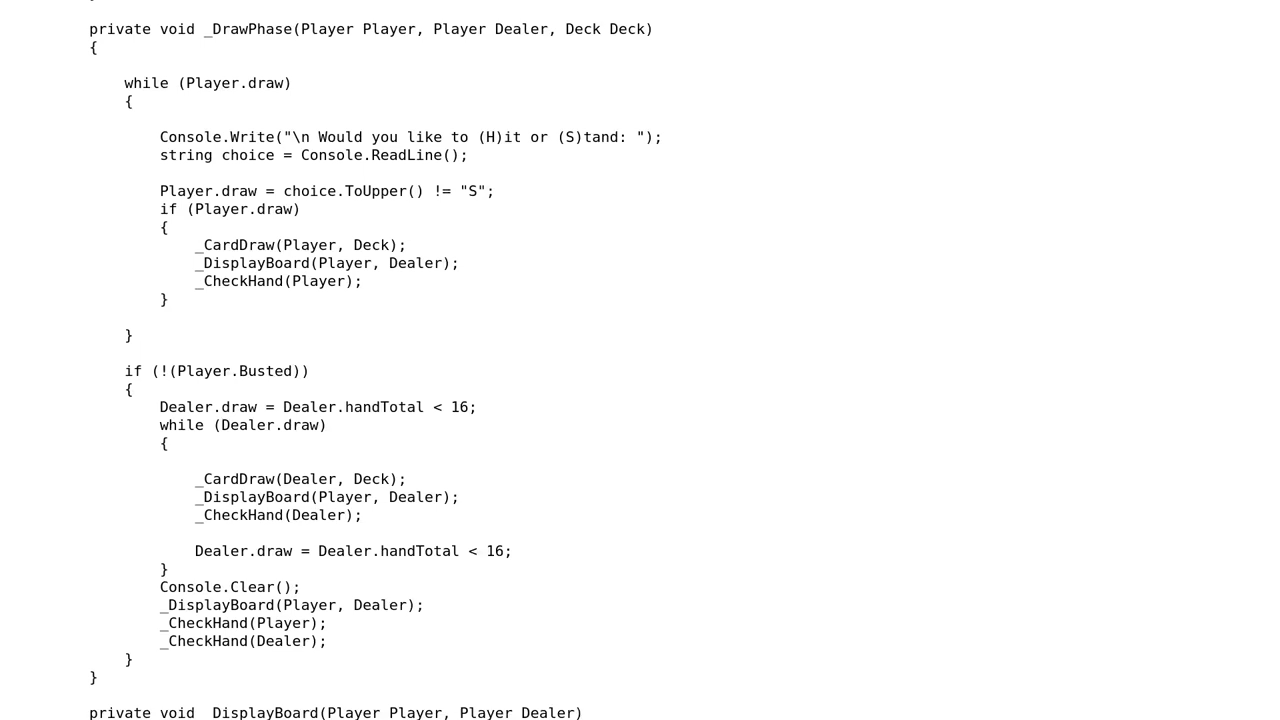 private void _DrawPhase(Player Player, Player Dealer, Deck Deck)
{
while (Player.draw)
{
Console.Write("\n Would you like to (H)it or (S)tand: ");
string choice = Console.ReadLine();
Player.draw = choice.ToUpper() != "S";
if (Player.draw)
{
_CardDraw(Player, Deck);
_DisplayBoard(Player, Dealer);
_CheckHand(Player);
}
}
if (!(Player.Busted))
{
Dealer.draw = Dealer.handTotal < 16;
while (Dealer.draw)
{
_CardDraw(Dealer, Deck);
_DisplayBoard(Player, Dealer);
_CheckHand(Dealer);
Dealer.draw = Dealer.handTotal < 16;
}
Console.Clear();
_DisplayBoard(Player, Dealer);
_CheckHand(Player);
_CheckHand(Dealer);
}
}
private void _DisplayBoard(Player Player, Player Dealer)